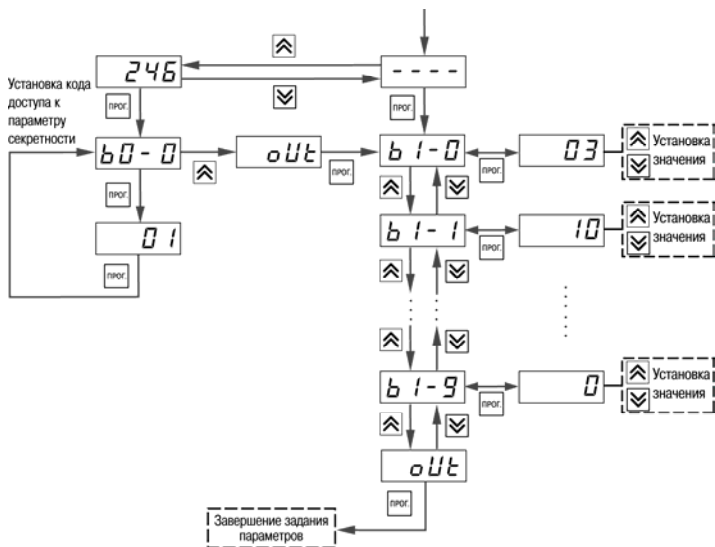 246
- - - -
Установка кода
доступа к
параметру
секретности
ПРОГ.
ПРОГ.
b0-0
oUt
b1-0
03
Установка
значения
ПРОГ.
ПРОГ.
ПРОГ.
01
b1-1
10
Установка
значения
ПРОГ.
ПРОГ.
b1-9
0
Установка
значения
ПРОГ.
oUt
ПРОГ.
Завершение задания
параметров